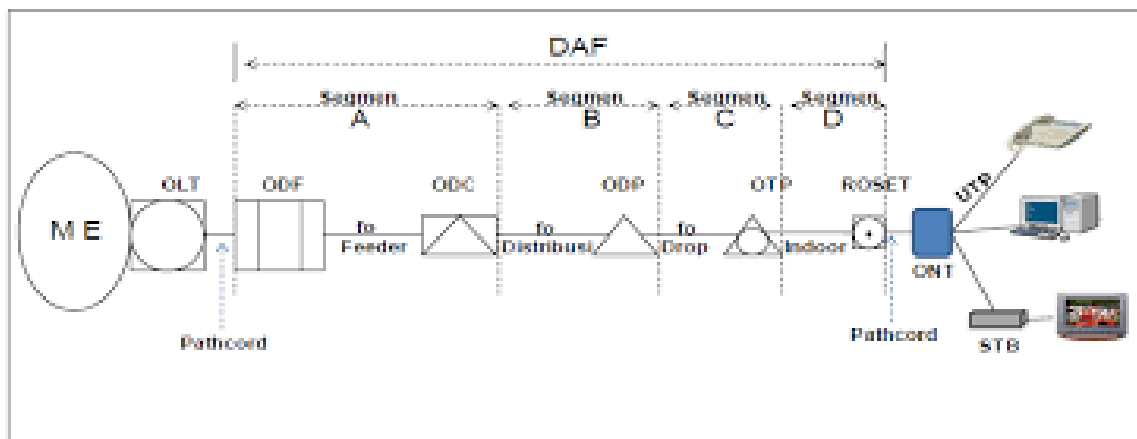 DAF
Segmen
A
Segmen
B
Segmen
C
Segmen
D
OLT
ODF
ODC
ODP
OTP
ROSET
UTP
M E
fo
Feeder
fo
Distribusi
fo
Drop
Indoor
ONT
Pathcord
Pathcord
STB